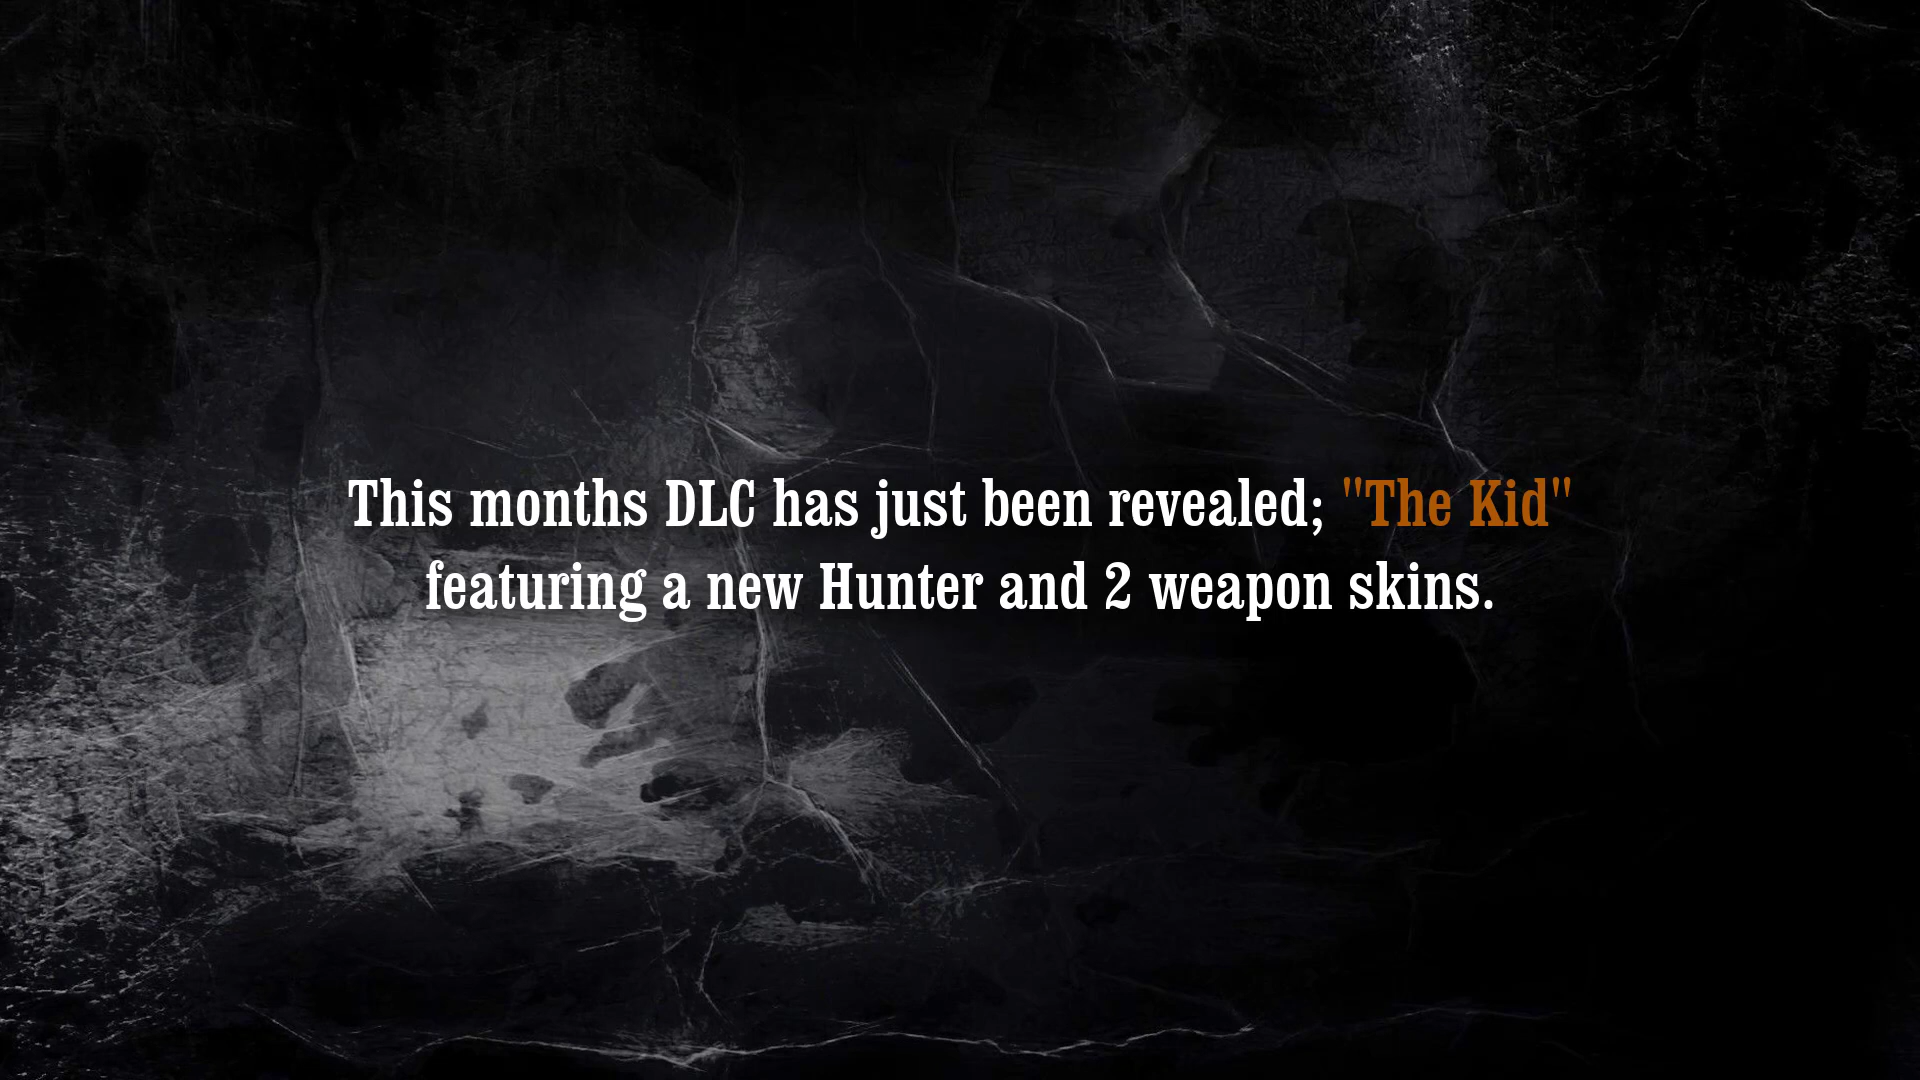 This months DLC has just been revealed; "The Kid"
featuring a new Hunter and 2 weapon skins.